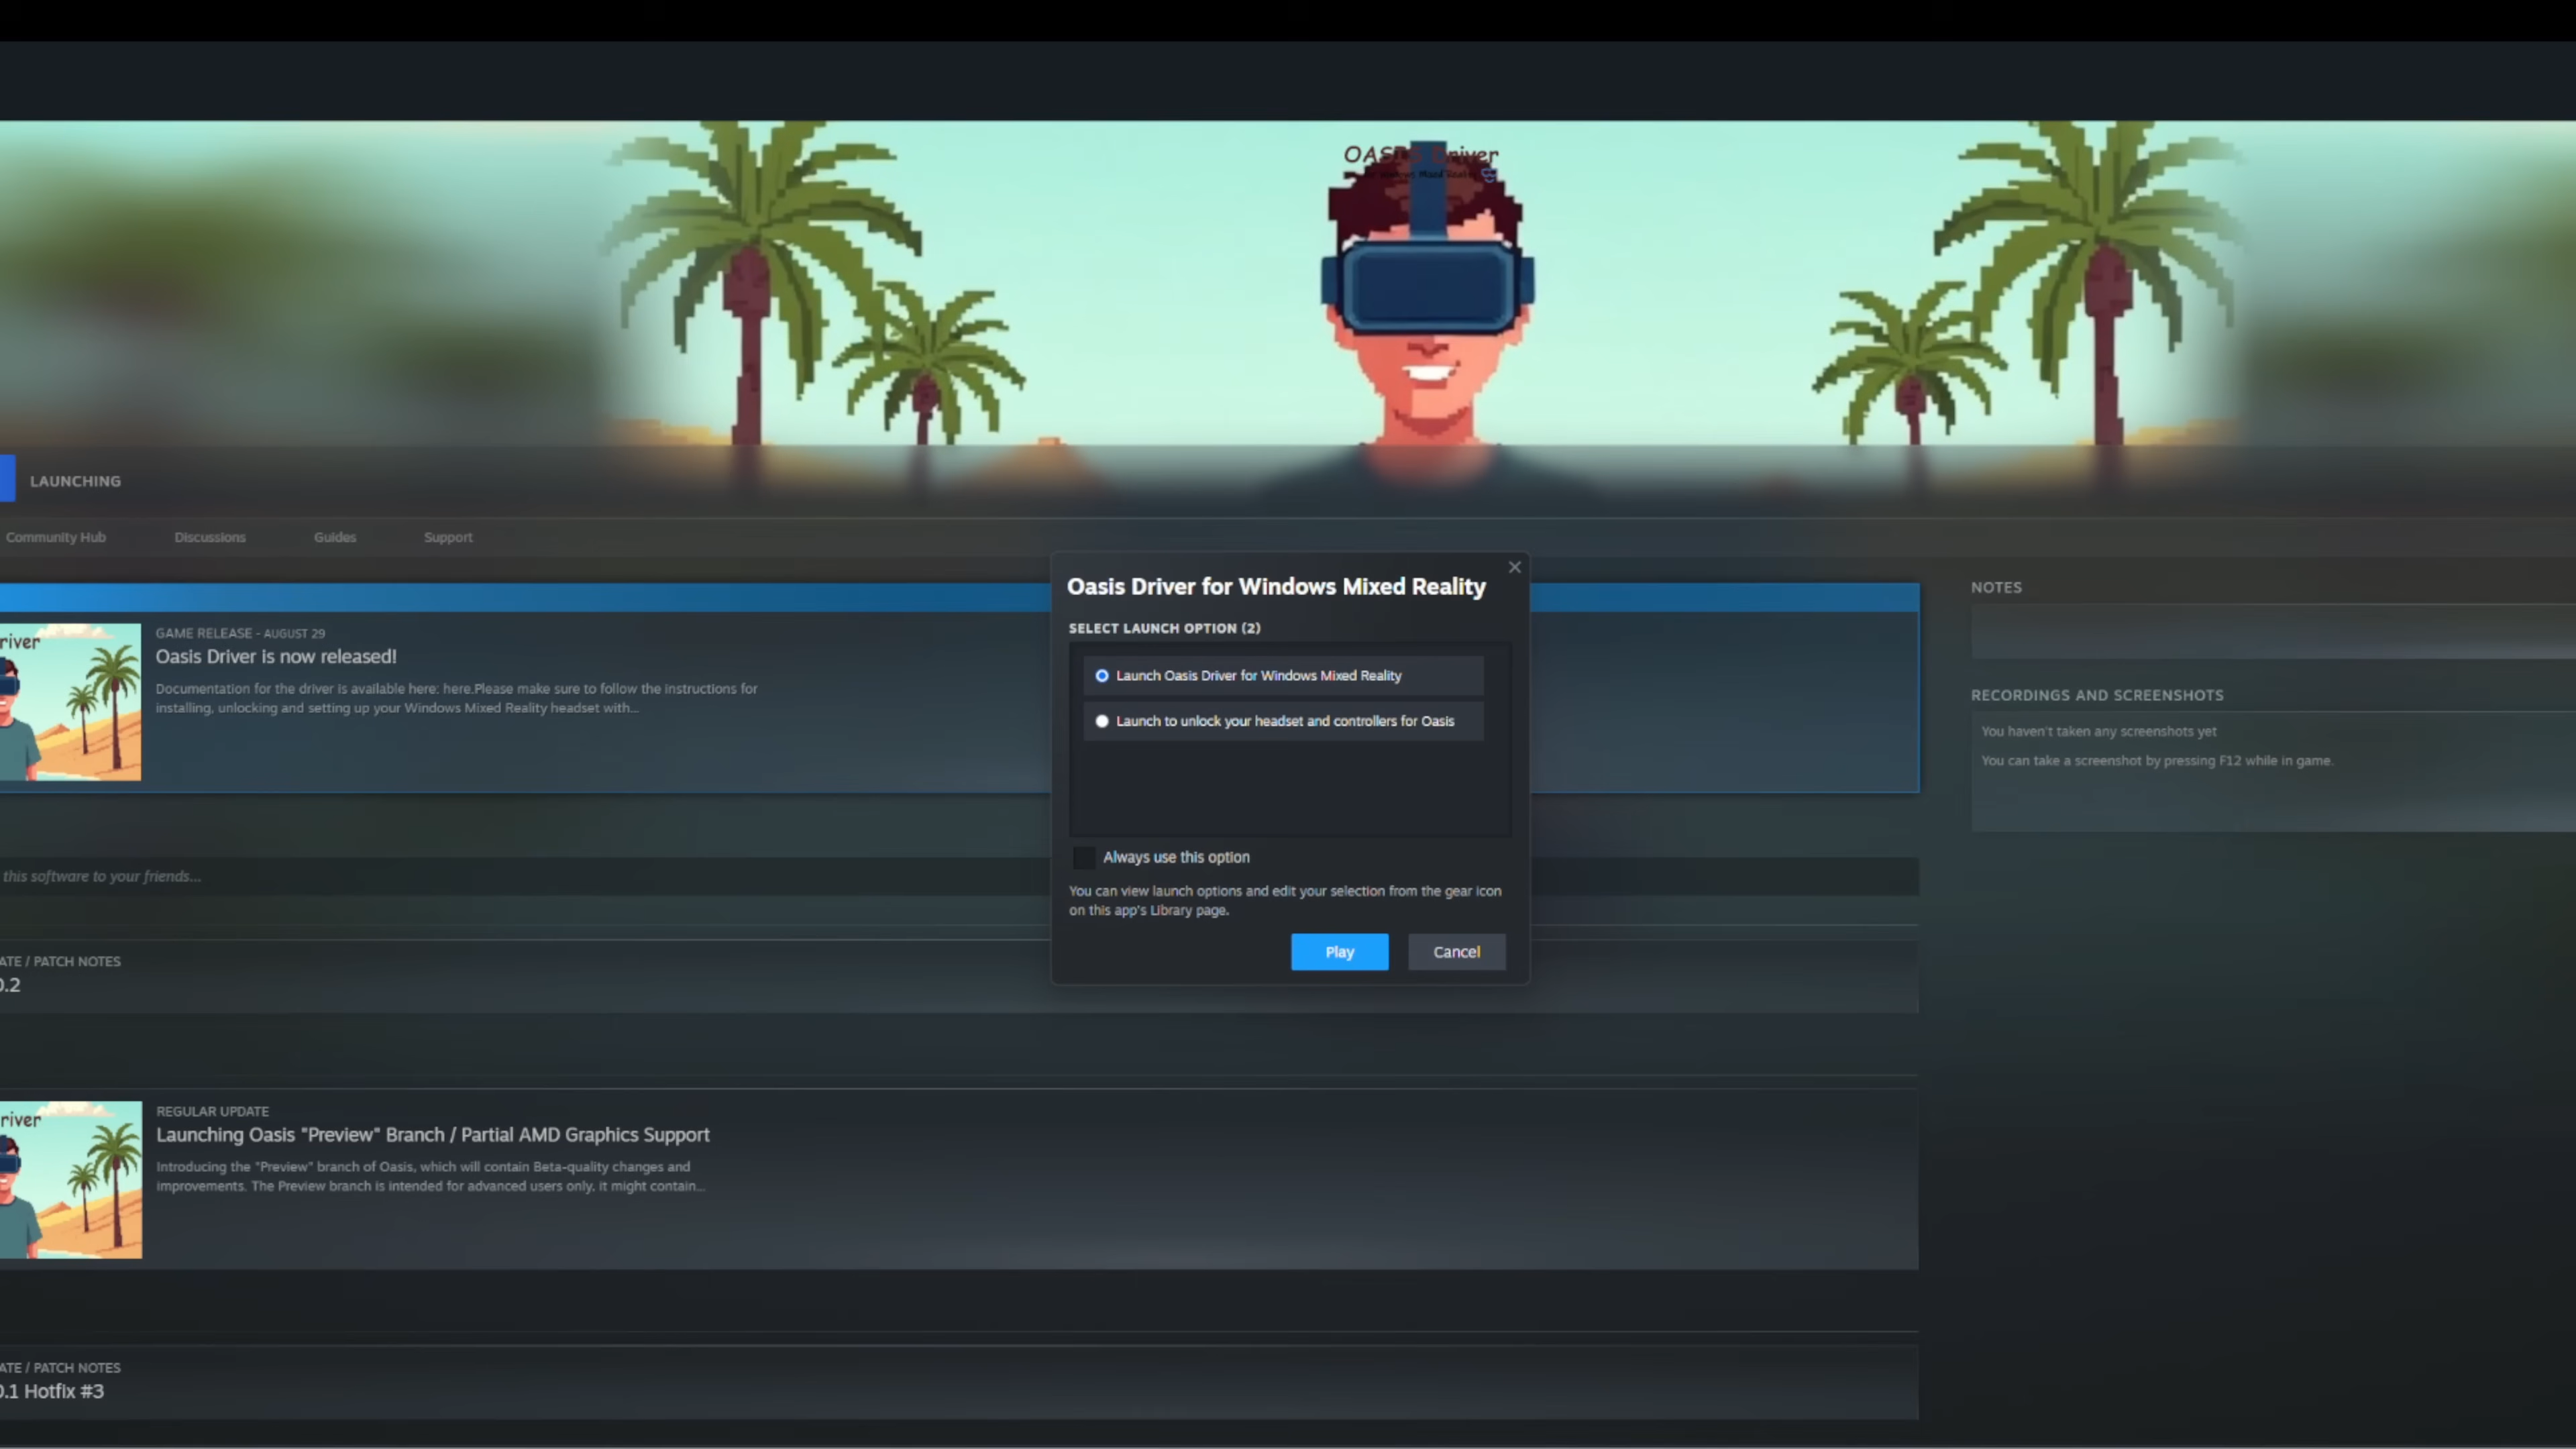 OASIS Driver
LAUNCHING
Community Hub
Discussions
Guides
Support
Oasis Driver for Windows Mixed Reality
SELECT LAUNCH OPTION (2)
Launch Oasis Driver for Windows Mixed Reality
Launch to unlock your headset and controllers for Oasis
Always use this option
You can view launch options and edit your selection from the gear icon
on this app's Library page.
Play
Cancel
NOTES
RECORDINGS AND SCREENSHOTS
You haven't taken any screenshots yet
You can take a screenshot by pressing F12 while in game.
river
GAME RELEASE - AUGUST 29
Oasis Driver is now released!
Documentation for the driver is available here: here.Please make sure to follow the instructions for
installing, unlocking and setting up your Windows Mixed Reality headset with...
this software to your friends...
ATE / PATCH NOTES
0.2
river
REGULAR UPDATE
Launching Oasis "Preview" Branch / Partial AMD Graphics Support
Introducing the "Preview" branch of Oasis, which will contain Beta-quality changes and
improvements. The Preview branch is intended for advanced users only, it might contain...
ATE / PATCH NOTES
0.1 Hotfix #3